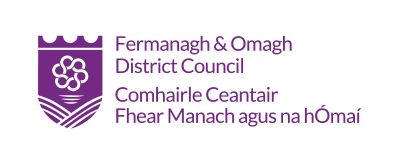 Fermanagh & Omagh
District Council
Comhairle Ceantair
Fhear Manach agus na hÓmaí